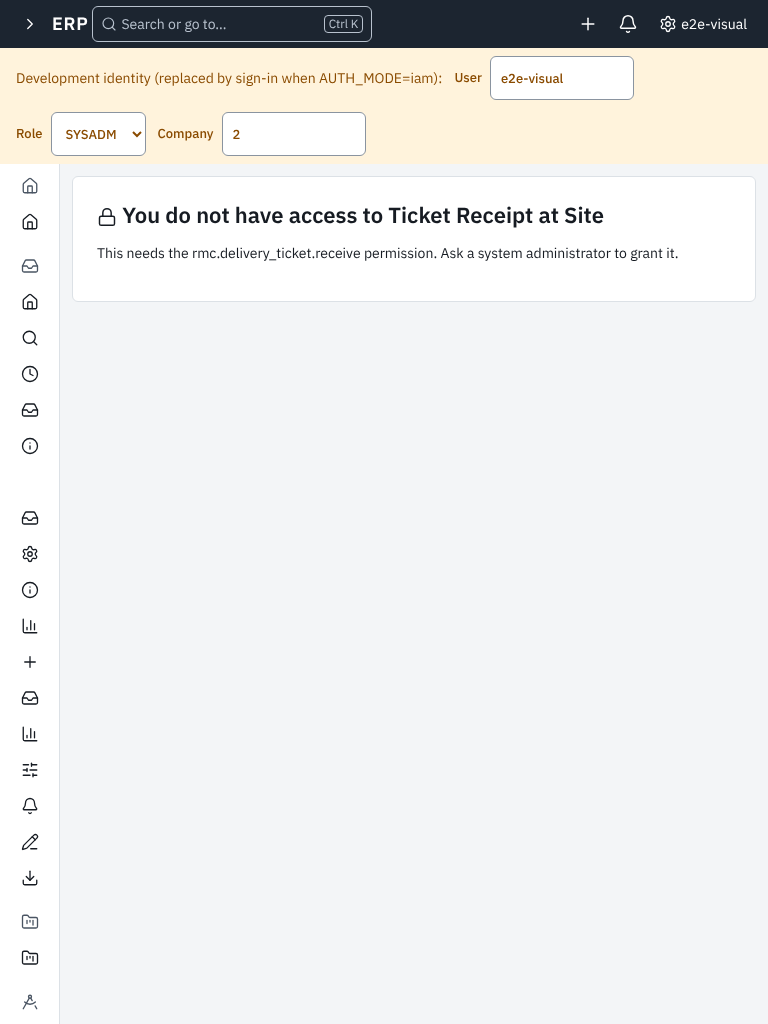 ERP Search or go to... Ctrl K e2e-visual
Development identity (replaced by sign-in when AUTH_MODE=iam): User e2e-visual
Role SYSADM Company 2
You do not have access to Ticket Receipt at Site
This needs the rmc.delivery_ticket.receive permission. Ask a system administrator to grant it.